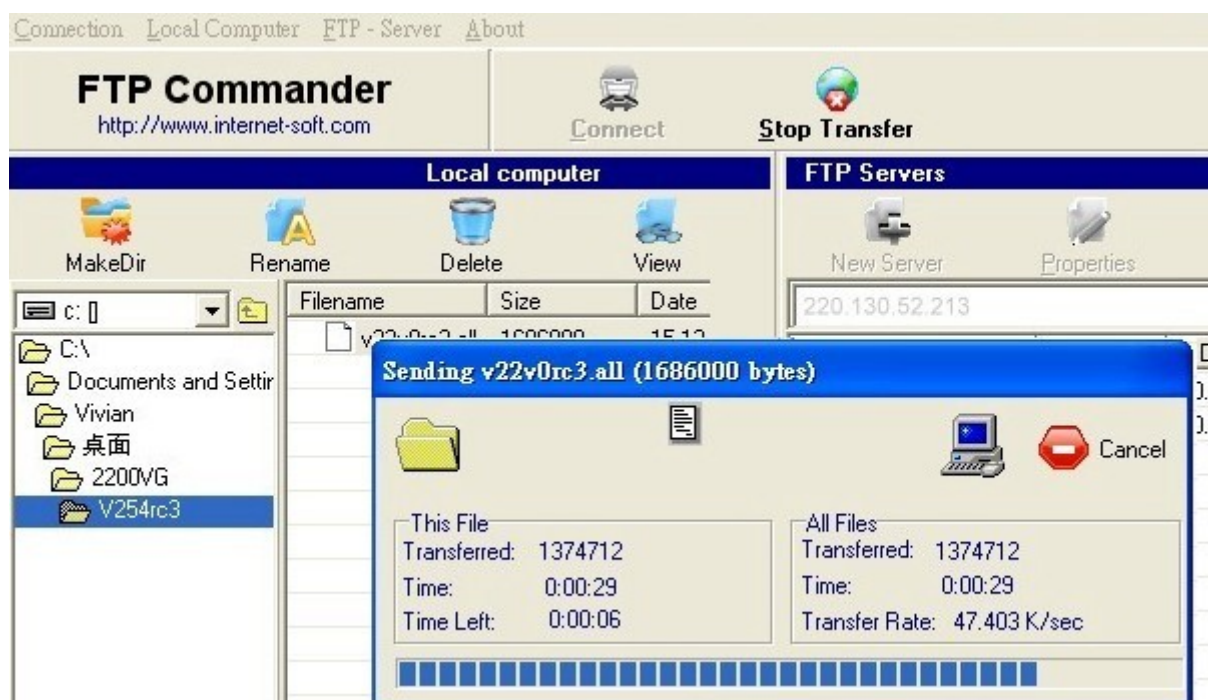 Connection Local Computer FTP - Server About
FTP Commander
http://www.internet-soft.com
Connect
Stop Transfer
Local computer
FTP Servers
MakeDir
Rename
Delete
View
New Server
Properties
c: []
Filename Size Date
220.130.52.213
C:\
Documents and Settir
Vivian
桌面
2200VG
V254rc3
Sending v22v0rc3.all (1686000 bytes)
Cancel
This File
Transferred: 1374712
Time: 0:00:29
Time Left: 0:00:06
All Files
Transferred: 1374712
Time: 0:00:29
Transfer Rate: 47.403 K/sec